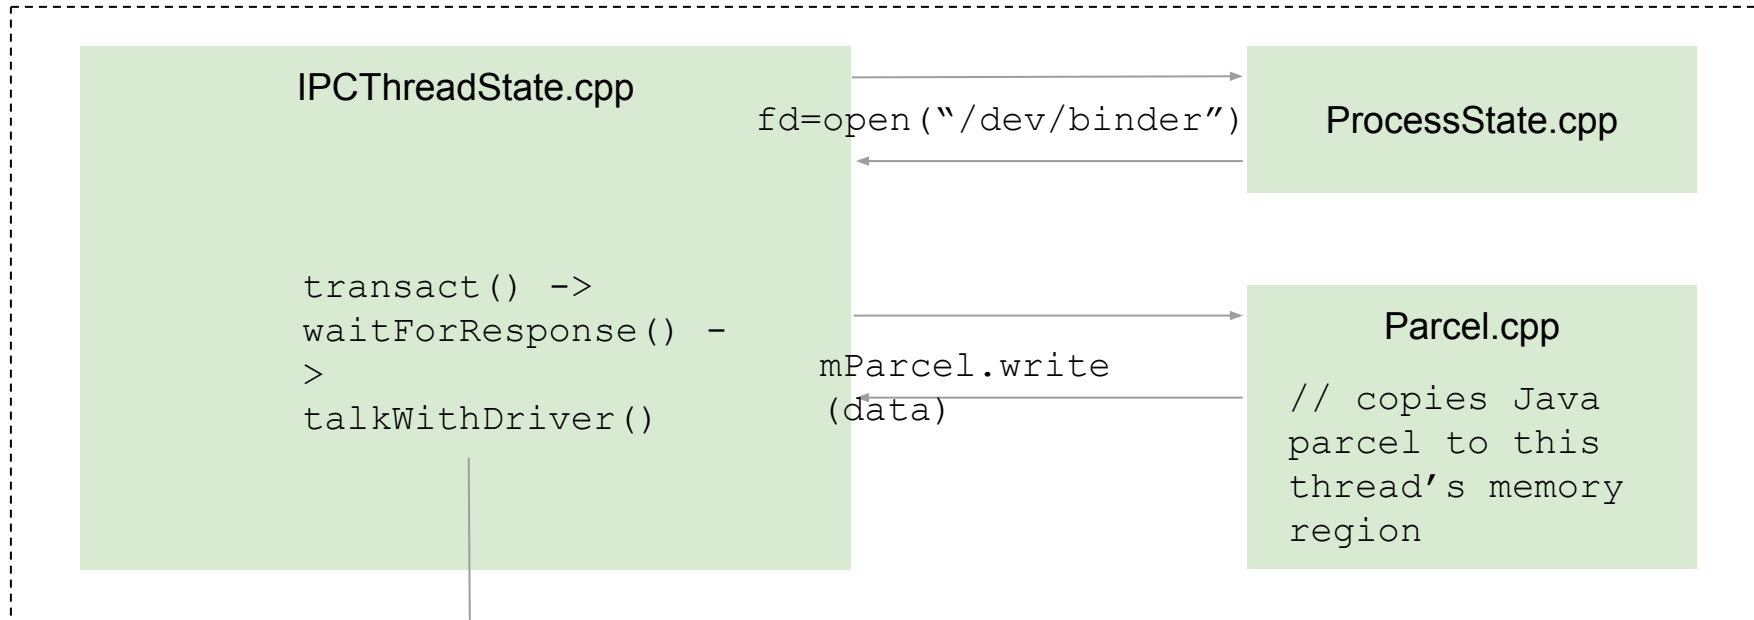 IPCThreadState.cpp
fd=open(“/dev/binder”)
ProcessState.cpp
transact() ->
waitForResponse() -
>
talkWithDriver()
mParcel.write
(data)
Parcel.cpp
// copies Java
parcel to this
thread’s memory
region